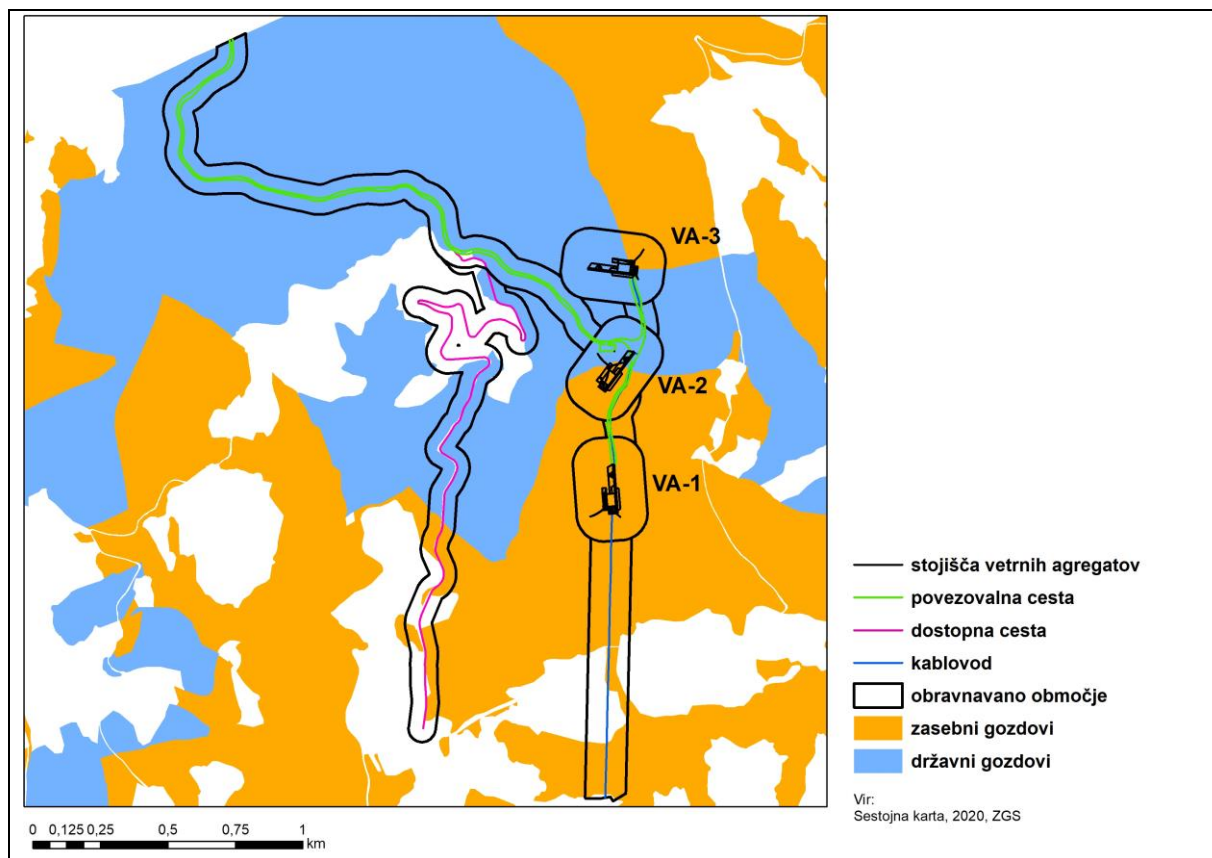 VA-3
VA-2
VA-1
stojišča vetrnih agregatov
povezovalna cesta
dostopna cesta
kablovod
obravnavano območje
zasebni gozdovi
državni gozdovi
Vir:
Sestojna karta, 2020, ZGS
0 0,125 0,25 0,5 0,75 1
km